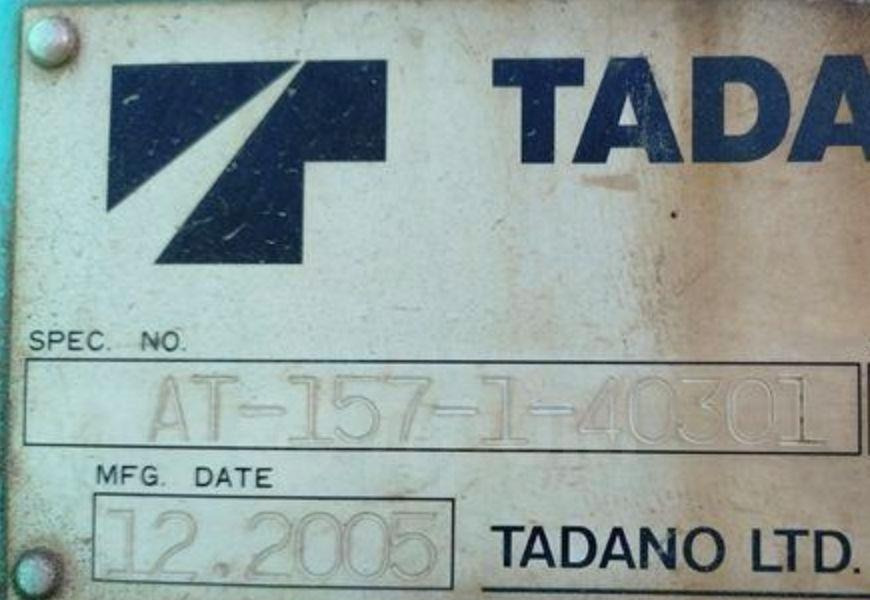 TADA
SPEC. NO.
AT-157-1-40301
MFG. DATE
12.2005
TADANO LTD.